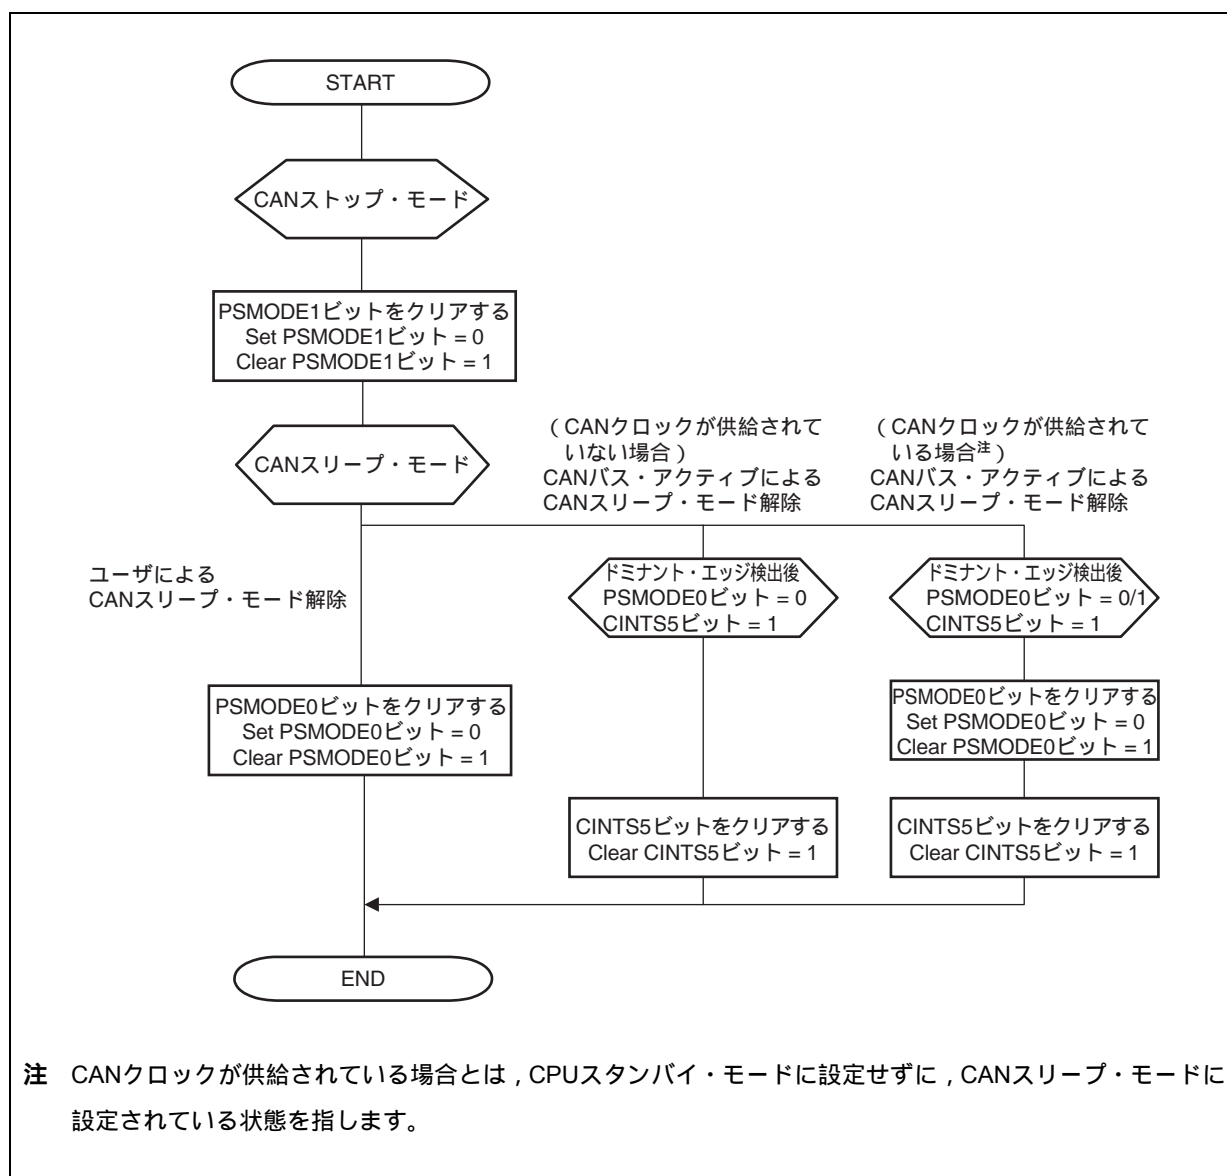 START
CANストップ・モード
PSMODE1ビットをクリアする
Set PSMODE1ビット = 0
Clear PSMODE1ビット = 1
CANスリープ・モード
(CANクロックが供給されて
いない場合)
CANバス・アクティブによる
CANスリープ・モード解除
(CANクロックが供給されて
いる場合注)
CANバス・アクティブによる
CANスリープ・モード解除
ユーザによる
CANスリープ・モード解除
ドミナント・エッジ検出後
PSMODE0ビット = 0
CINTS5ビット = 1
ドミナント・エッジ検出後
PSMODE0ビット = 0/1
CINTS5ビット = 1
PSMODE0ビットをクリアする
Set PSMODE0ビット = 0
Clear PSMODE0ビット = 1
PSMODE0ビットをクリアする
Set PSMODE0ビット = 0
Clear PSMODE0ビット = 1
CINTS5ビットをクリアする
Clear CINTS5ビット = 1
CINTS5ビットをクリアする
Clear CINTS5ビット = 1
END
注 CANクロックが供給されている場合とは,CPUスタンバイ・モードに設定せずに,CANスリープ・モードに
設定されている状態を指します。